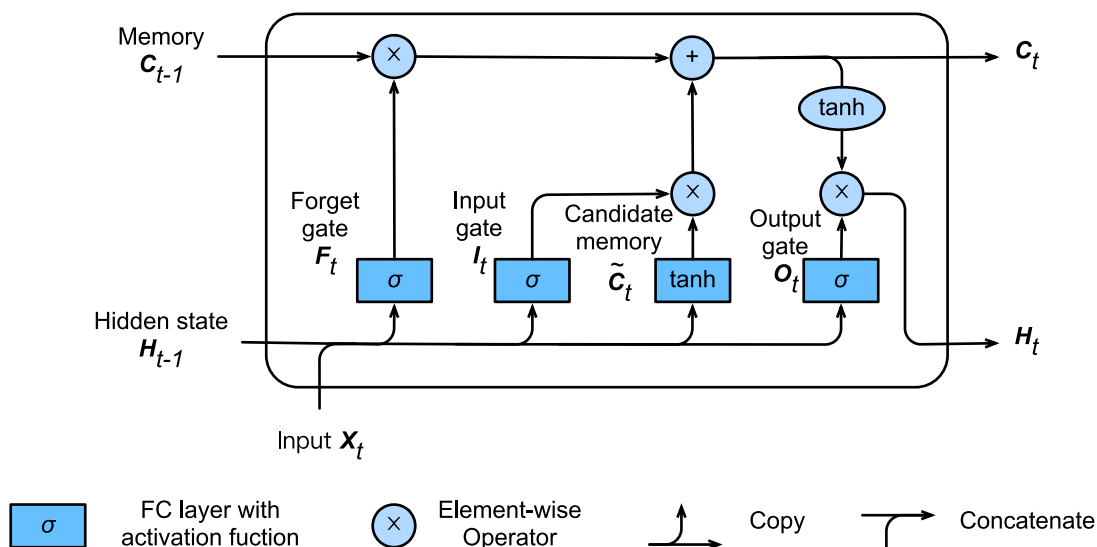 Memory
C_{t-1}
×
+
C_t
tanh
Forget
gate
F_t
Input
gate
I_t
Candidate
memory
C̃_t
×
Output
gate
O_t
×
σ
σ
tanh
σ
Hidden state
H_{t-1}
H_t
Input X_t
σ
FC layer with
activation fuction
×
Element-wise
Operator
Copy
Concatenate